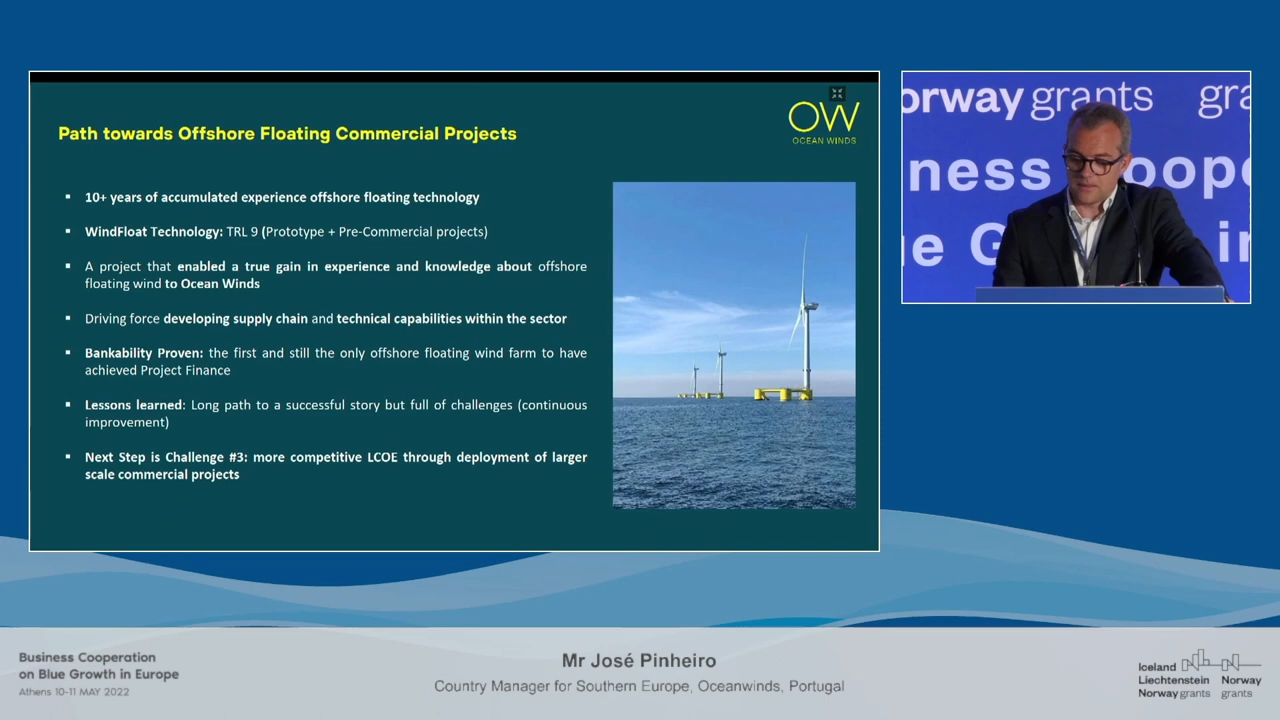 Path towards Offshore Floating Commercial Projects
OW
OCEAN WINDS
▪ 10+ years of accumulated experience offshore floating technology
▪ WindFloat Technology: TRL 9 (Prototype + Pre-Commercial projects)
▪ A project that enabled a true gain in experience and knowledge about offshore
floating wind to Ocean Winds
▪ Driving force developing supply chain and technical capabilities within the sector
▪ Bankability Proven: the first and still the only offshore floating wind farm to have
achieved Project Finance
▪ Lessons learned: Long path to a successful story but full of challenges (continuous
improvement)
▪ Next Step is Challenge #3: more competitive LCOE through deployment of larger
scale commercial projects
orway grants gra
ness oope
ue G in
Business Cooperation
on Blue Growth in Europe
Athens 10-11 MAY 2022
Mr José Pinheiro
Country Manager for Southern Europe, Oceanwinds, Portugal
Iceland
Liechtenstein Norway
Norway grants grants